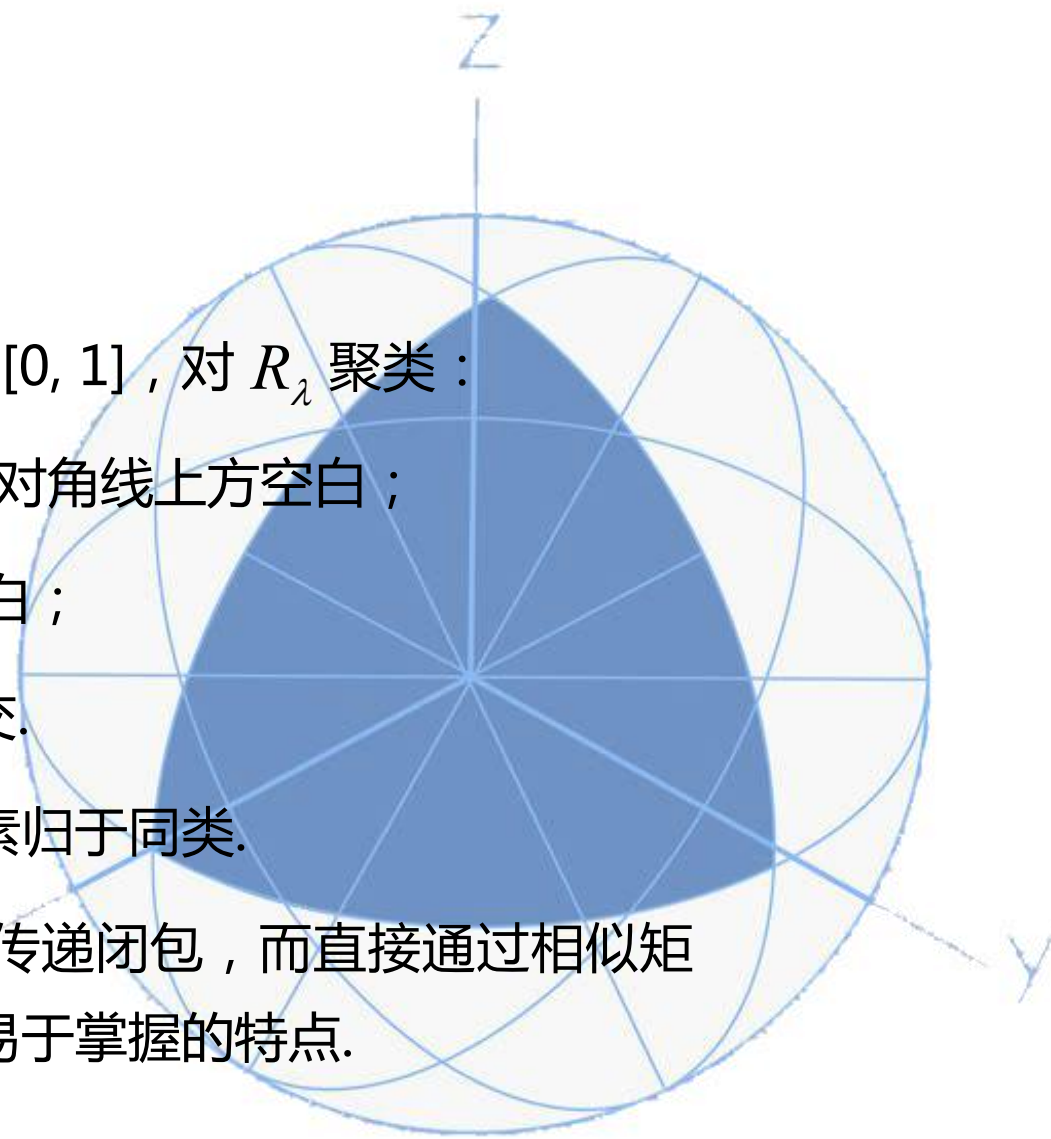 Z
[0, 1]，对 R_λ 聚类：
对角线上方空白；
白；
交.
素归于同类.
传递闭包，而直接通过相似矩
Y
易于掌握的特点.